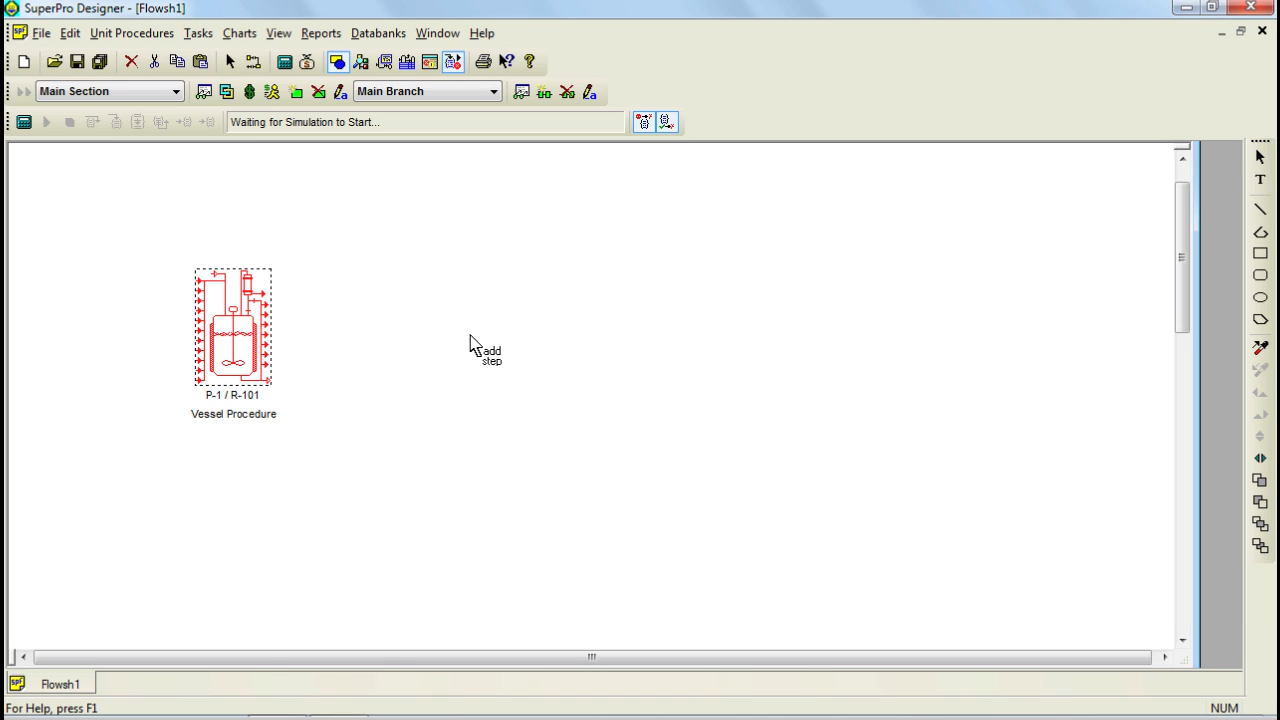 SuperPro Designer - [Flowsh1]
File Edit Unit Procedures Tasks Charts View Reports Databanks Window Help
Main Section Main Branch
Waiting for Simulation to Start...
T
add
step
P-1 / R-101
Vessel Procedure
Flowsh1
For Help, press F1 NUM